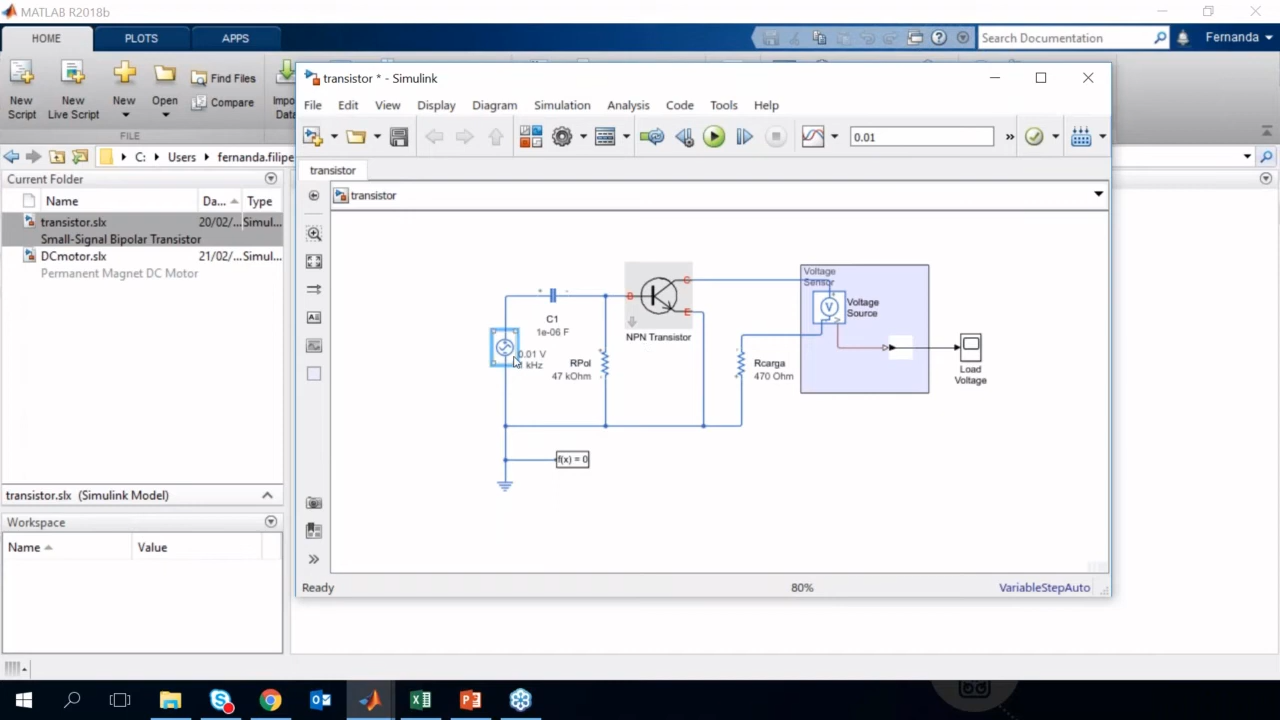 MATLAB R2018b
HOME PLOTS APPS
Search Documentation
Fernanda
New Script
New Live Script
New
Open
Find Files
Compare
Impo
Data
FILE
C: Users fernanda.filipe
Current Folder
Name Da... Type
transistor.slx 20/02/... Simul...
Small-Signal Bipolar Transistor
DCmotor.slx 21/02/... Simul...
Permanent Magnet DC Motor
transistor.slx (Simulink Model)
Workspace
Name Value
transistor * - Simulink
File Edit View Display Diagram Simulation Analysis Code Tools Help
0.01
transistor
transistor
C1
1e-06 F
0.01 V
kHz
RPol
47 kOhm
B
C
E
NPN Transistor
Rcarga
470 Ohm
Voltage
Sensor
V
Voltage
Source
Load
Voltage
f(x) = 0
Ready 80% VariableStepAuto